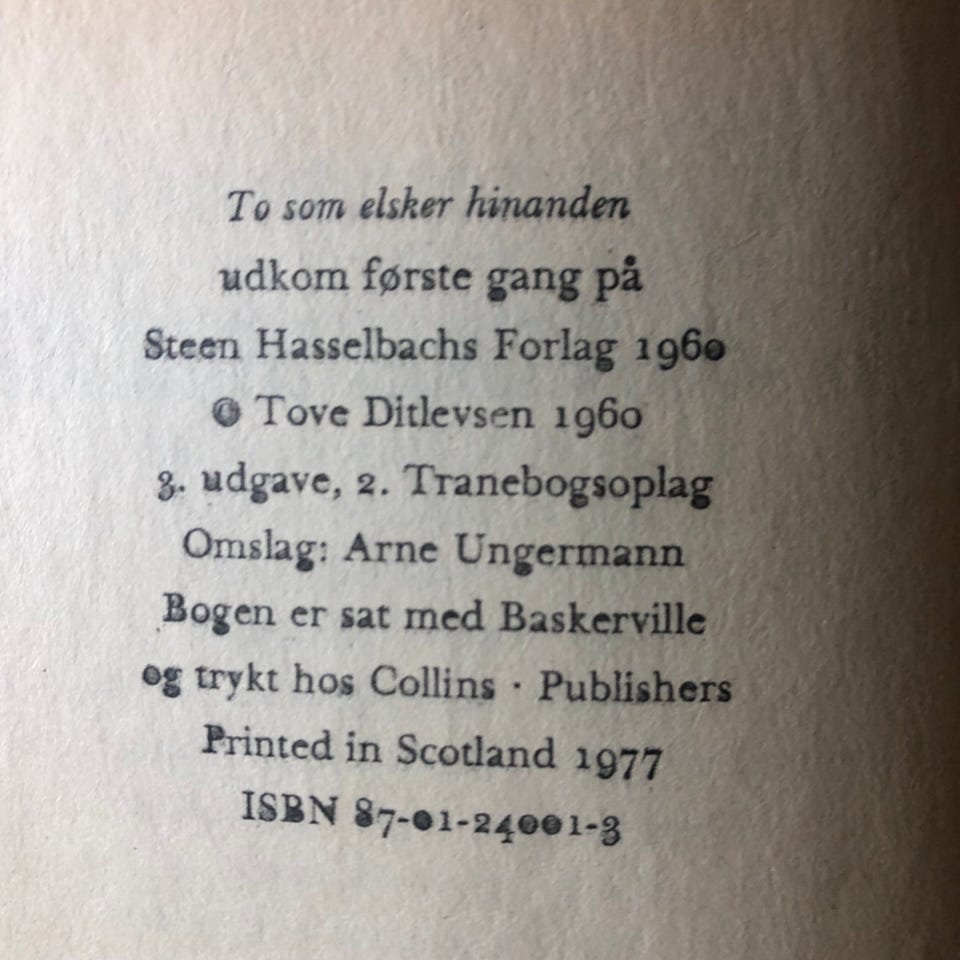 To som elsker hinanden
udkom første gang på
Steen Hasselbachs Forlag 1960
© Tove Ditlevsen 1960
3. udgave, 2. Tranebogsoplag
Omslag: Arne Ungermann
Bogen er sat med Baskerville
og trykt hos Collins · Publishers
Printed in Scotland 1977
ISBN 87-01-24001-3